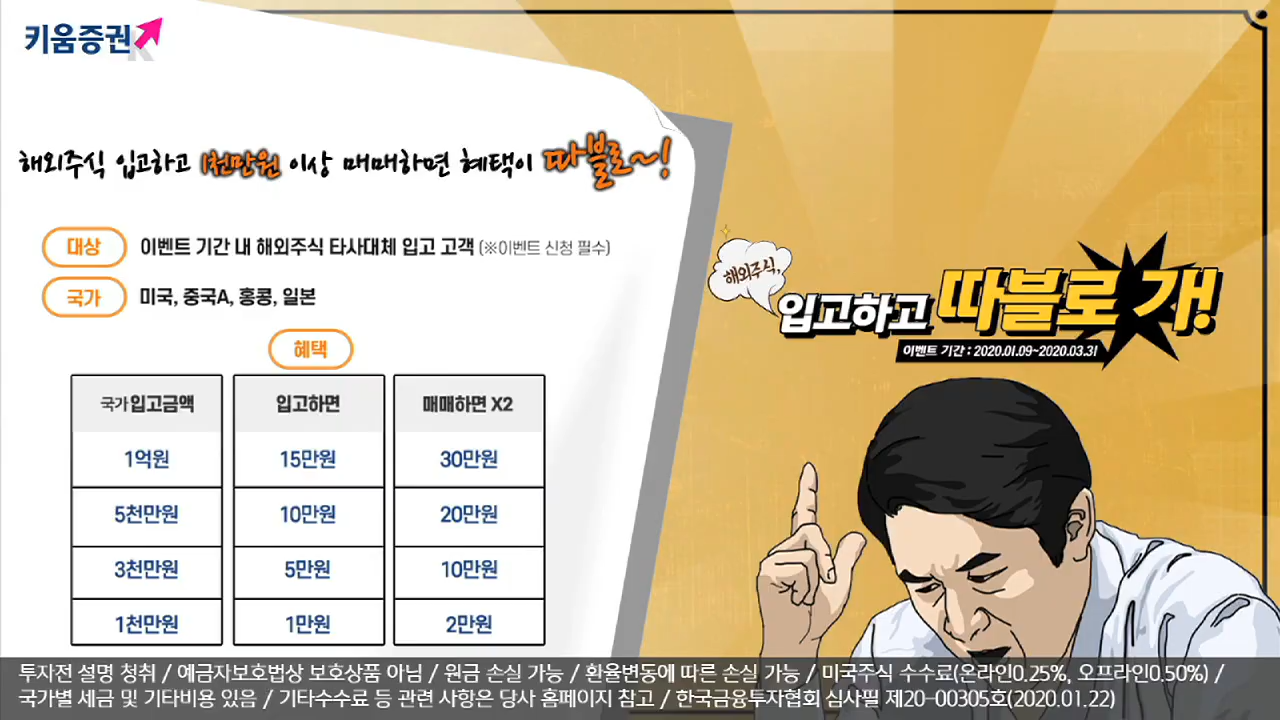 키움증권
해외주식 입고하고 1천만원 이상 매매하면 혜택이 따블로~!
대상 이벤트 기간 내 해외주식 타사대체 입고 고객 (※이벤트 신청 필수)
국가 미국, 중국A, 홍콩, 일본
혜택
국가입고금액 입고하면 매매하면 X2
1억원 15만원 30만원
5천만원 10만원 20만원
3천만원 5만원 10만원
1천만원 1만원 2만원
해외주식,
입고하고 따블로 가!
이벤트 기간 : 2020.01.09~2020.03.31
투자전 설명 청취 / 예금자보호법상 보호상품 아님 / 원금 손실 가능 / 환율변동에 따른 손실 가능 / 미국주식 수수료(온라인0.25%, 오프라인0.50%) /
국가별 세금 및 기타비용 있음 / 기타수수료 등 관련 사항은 당사 홈페이지 참고 / 한국금융투자협회 심사필 제20-00305호(2020.01.22)